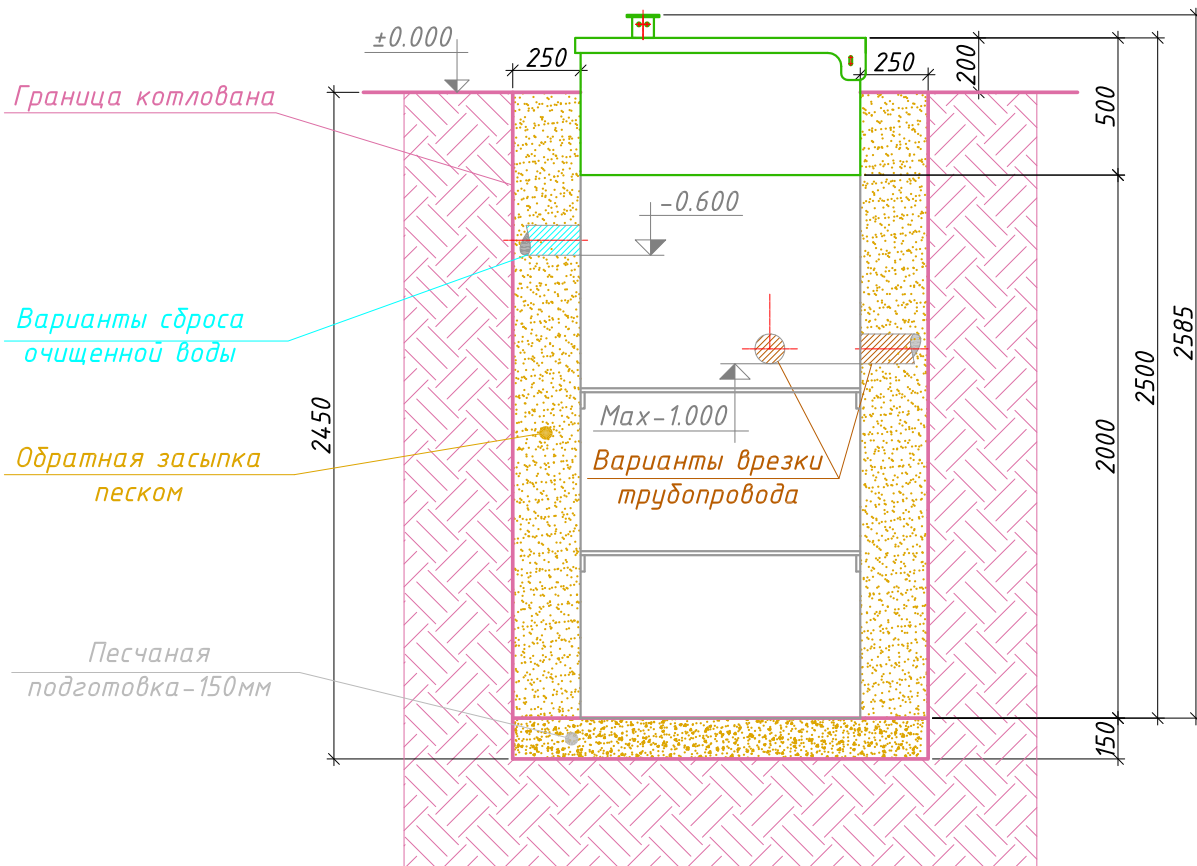 ±0.000
250
250
200
500
Граница котлована
-0.600
Варианты сброса
очищенной воды
2585
2500
2450
Max-1.000
2000
Обратная засыпка
песком
Варианты врезки
трубопровода
Песчаная
подготовка-150мм
150